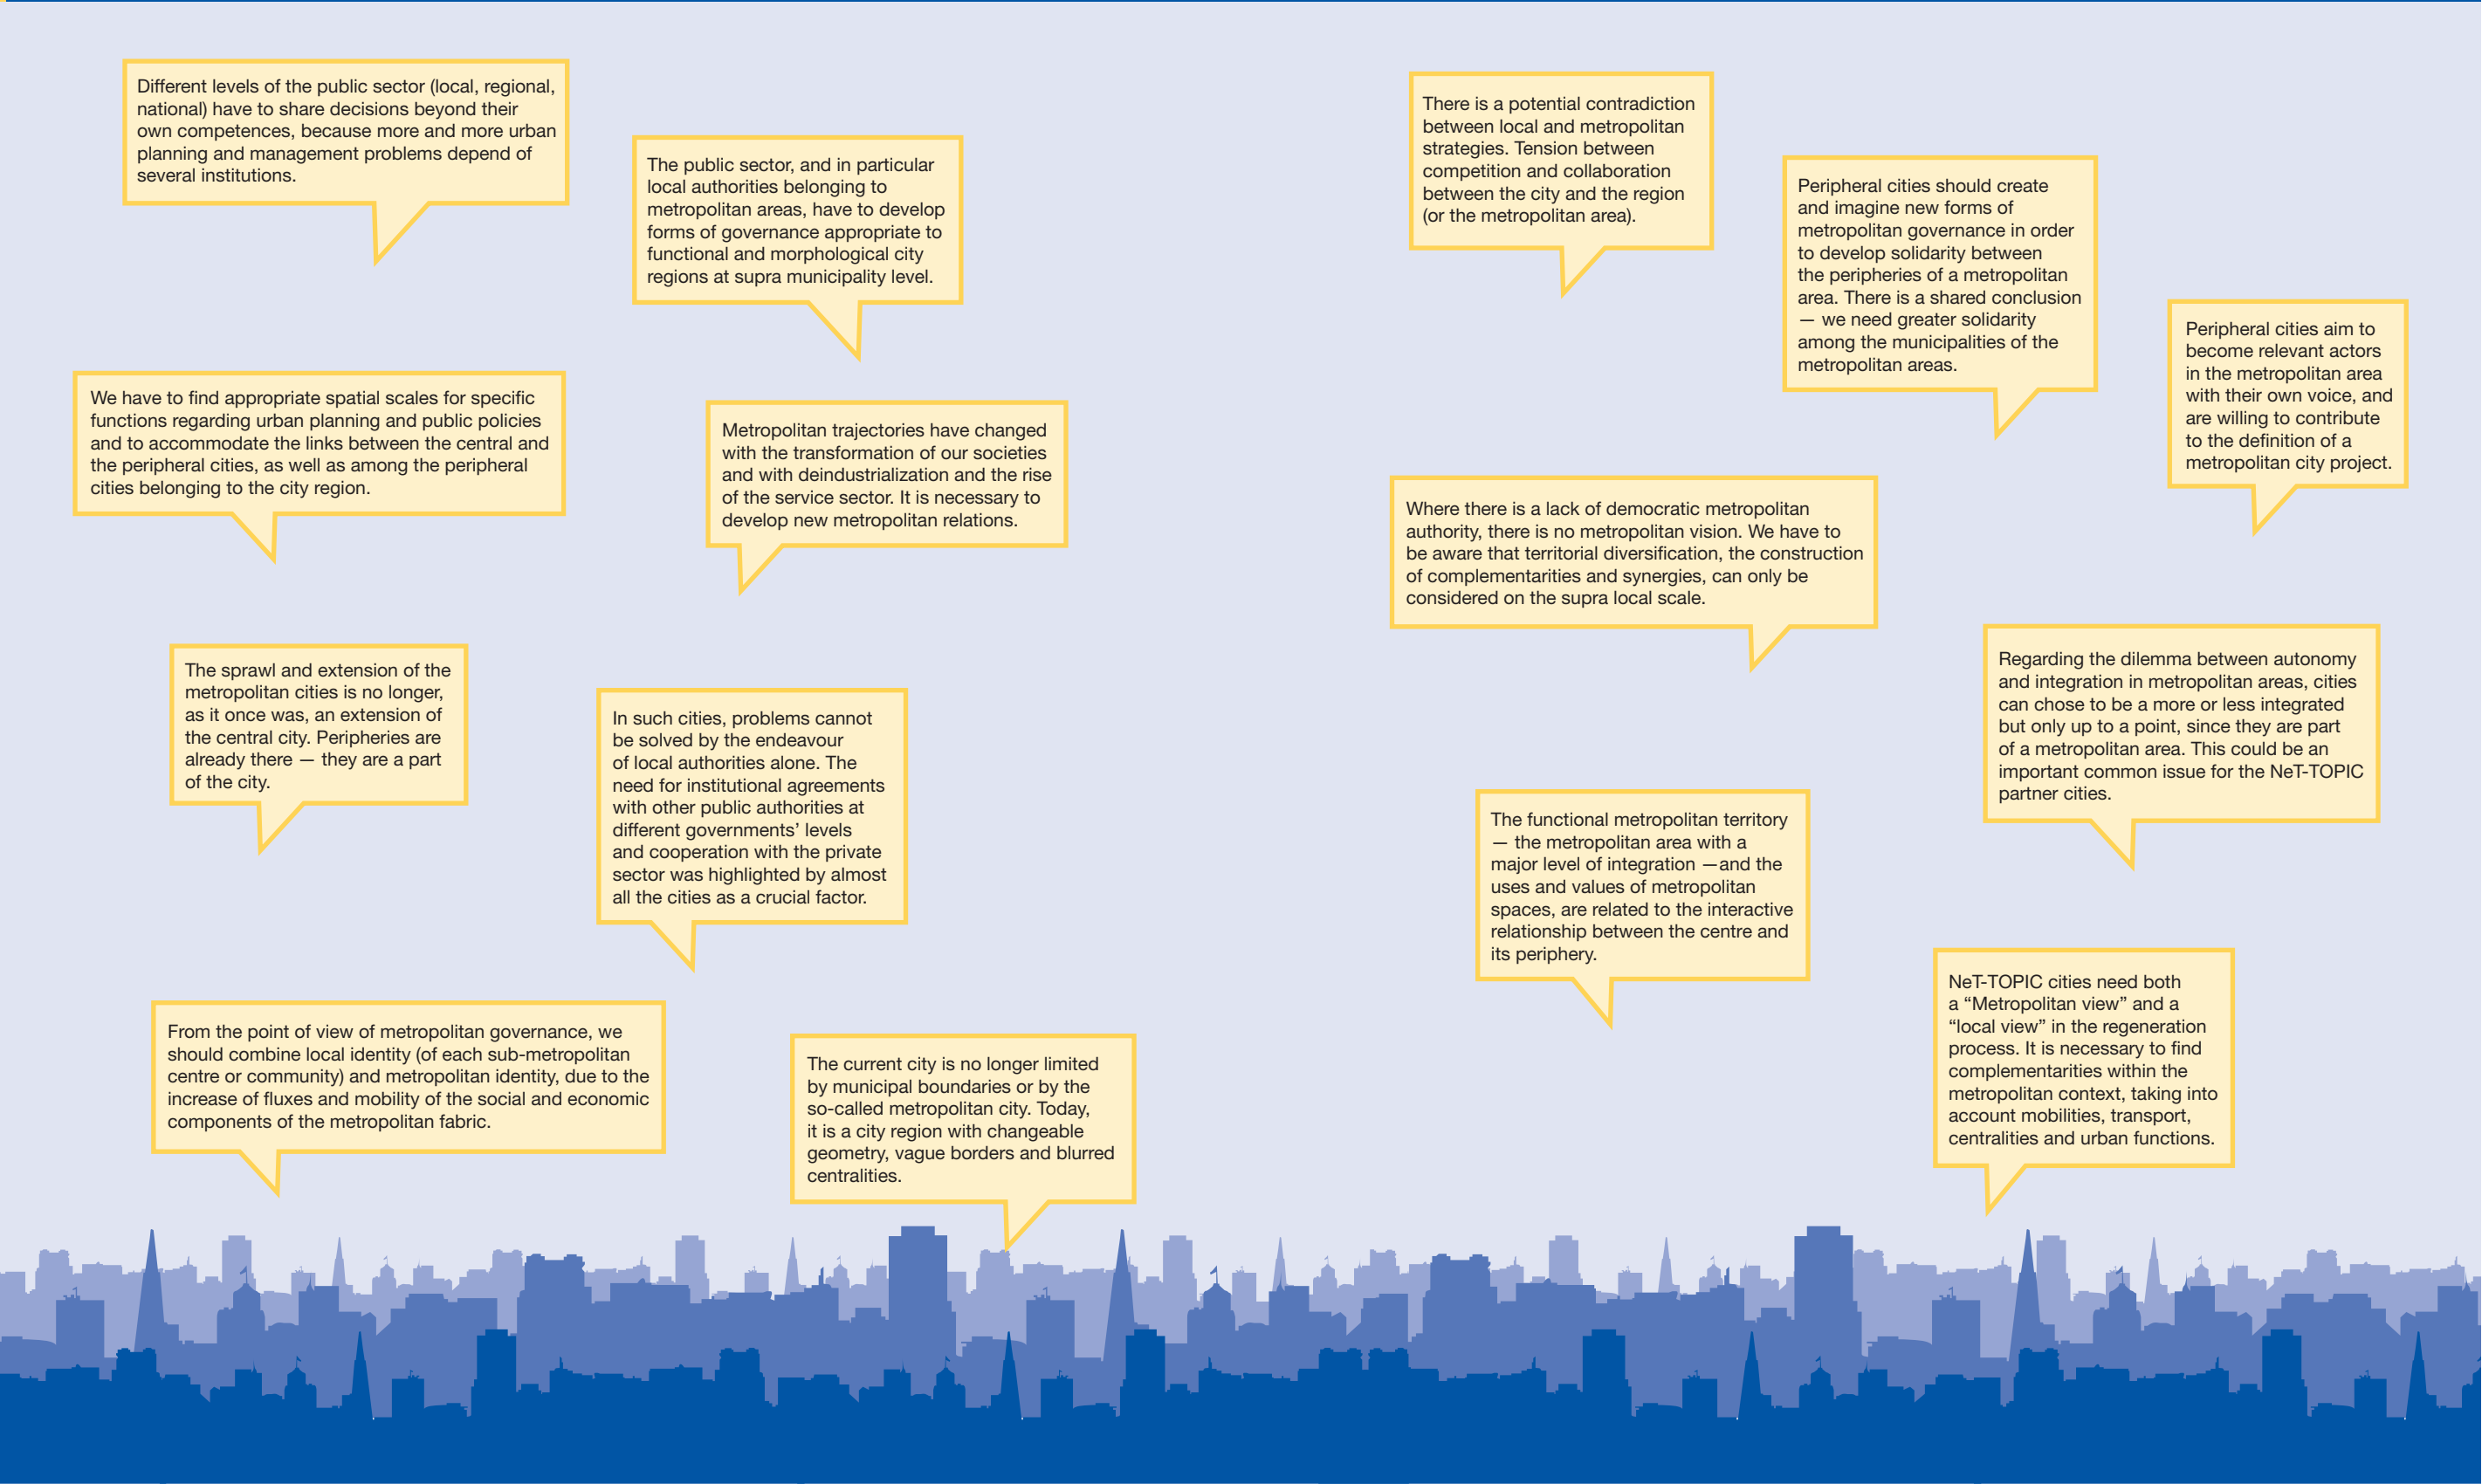 Different levels of the public sector (local, regional,
national) have to share decisions beyond their
own competences, because more and more urban
planning and management problems depend of
several institutions.
The public sector, and in particular
local authorities belonging to
metropolitan areas, have to develop
forms of governance appropriate to
functional and morphological city
regions at supra municipality level.
We have to find appropriate spatial scales for specific
functions regarding urban planning and public policies
and to accommodate the links between the central and
the peripheral cities, as well as among the peripheral
cities belonging to the city region.
Metropolitan trajectories have changed
with the transformation of our societies
and with deindustrialization and the rise
of the service sector. It is necessary to
develop new metropolitan relations.
The sprawl and extension of the
metropolitan cities is no longer,
as it once was, an extension of
the central city. Peripheries are
already there — they are a part
of the city.
In such cities, problems cannot
be solved by the endeavour
of local authorities alone. The
need for institutional agreements
with other public authorities at
different governments’ levels
and cooperation with the private
sector was highlighted by almost
all the cities as a crucial factor.
From the point of view of metropolitan governance, we
should combine local identity (of each sub-metropolitan
centre or community) and metropolitan identity, due to the
increase of fluxes and mobility of the social and economic
components of the metropolitan fabric.
The current city is no longer limited
by municipal boundaries or by the
so-called metropolitan city. Today,
it is a city region with changeable
geometry, vague borders and blurred
centralities.
There is a potential contradiction
between local and metropolitan
strategies. Tension between
competition and collaboration
between the city and the region
(or the metropolitan area).
Peripheral cities should create
and imagine new forms of
metropolitan governance in order
to develop solidarity between
the peripheries of a metropolitan
area. There is a shared conclusion
— we need greater solidarity
among the municipalities of the
metropolitan areas.
Peripheral cities aim to
become relevant actors
in the metropolitan area
with their own voice, and
are willing to contribute
to the definition of a
metropolitan city project.
Where there is a lack of democratic metropolitan
authority, there is no metropolitan vision. We have to
be aware that territorial diversification, the construction
of complementarities and synergies, can only be
considered on the supra local scale.
Regarding the dilemma between autonomy
and integration in metropolitan areas, cities
can chose to be a more or less integrated
but only up to a point, since they are part
of a metropolitan area. This could be an
important common issue for the NeT-TOPIC
partner cities.
The functional metropolitan territory
— the metropolitan area with a
major level of integration —and the
uses and values of metropolitan
spaces, are related to the interactive
relationship between the centre and
its periphery.
NeT-TOPIC cities need both
a “Metropolitan view” and a
“local view” in the regeneration
process. It is necessary to find
complementarities within the
metropolitan context, taking into
account mobilities, transport,
centralities and urban functions.